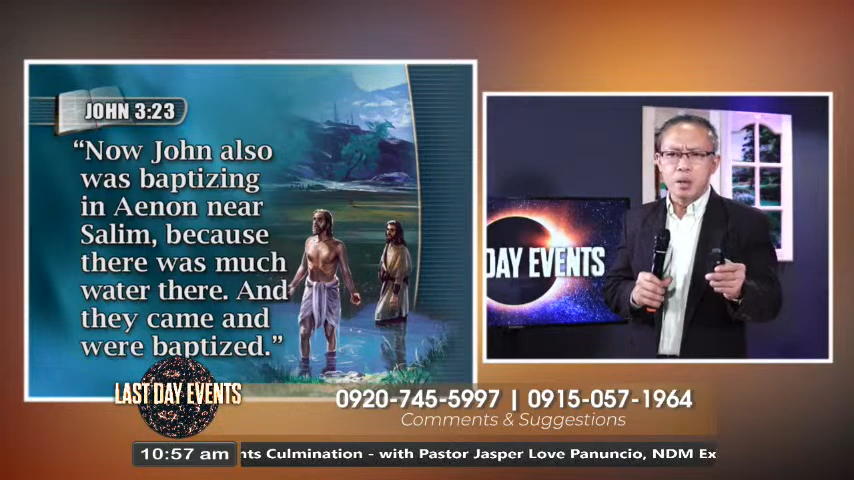 JOHN 3:23
“Now John also
was baptizing
in Aenon near
Salim, because
there was much
water there. And
they came and
were baptized.”
DAY EVENTS
LAST DAY EVENTS
0920-745-5997 | 0915-057-1964
Comments & Suggestions
10:57 am
nts Culmination - with Pastor Jasper Love Panuncio, NDM Ex